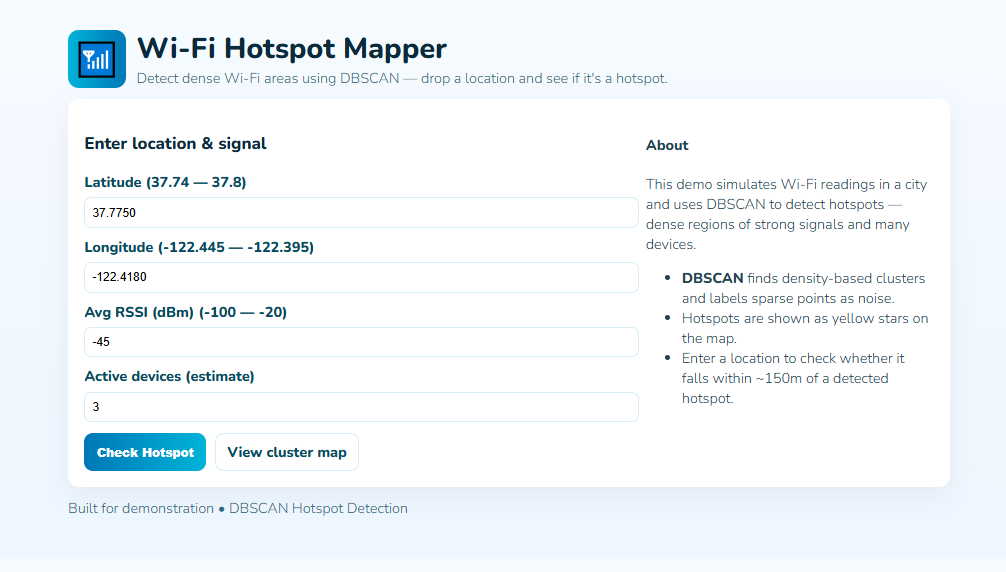 Wi-Fi Hotspot Mapper
Detect dense Wi-Fi areas using DBSCAN — drop a location and see if it's a hotspot.
Enter location & signal
Latitude (37.74 — 37.8)
37.7750
Longitude (-122.445 — -122.395)
-122.4180
Avg RSSI (dBm) (-100 — -20)
-45
Active devices (estimate)
3
Check Hotspot
View cluster map
About
This demo simulates Wi-Fi readings in a city
and uses DBSCAN to detect hotspots —
dense regions of strong signals and many
devices.
• DBSCAN finds density-based clusters
and labels sparse points as noise.
• Hotspots are shown as yellow stars on
the map.
• Enter a location to check whether it
falls within ~150m of a detected
hotspot.
Built for demonstration • DBSCAN Hotspot Detection